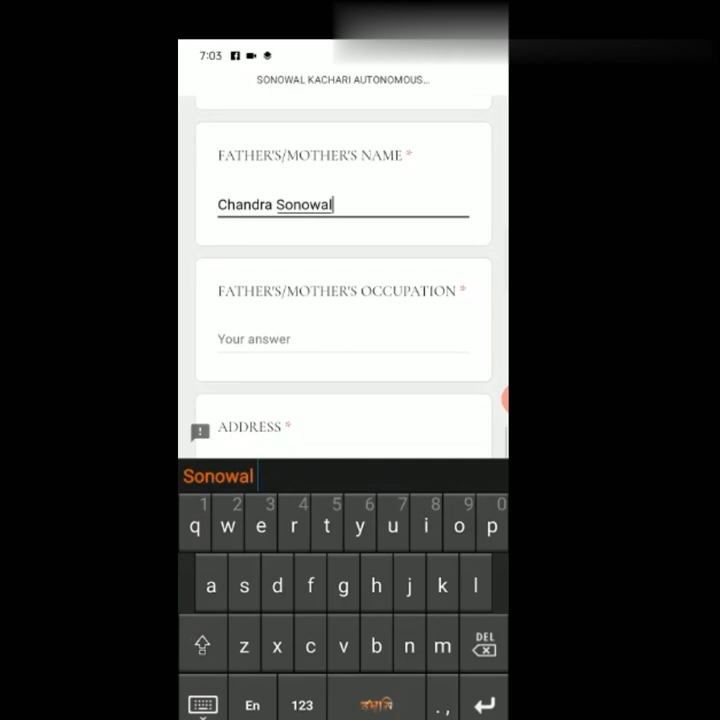 7:03
SONOWAL KACHARI AUTONOMOUS...
FATHER'S/MOTHER'S NAME *
Chandra Sonowal
FATHER'S/MOTHER'S OCCUPATION *
Your answer
ADDRESS *
Sonowal
1 2 3 4 5 6 7 8 9 0
q w e r t y u i o p
a s d f g h j k l
z x c v b n m DEL
En 123 . ,